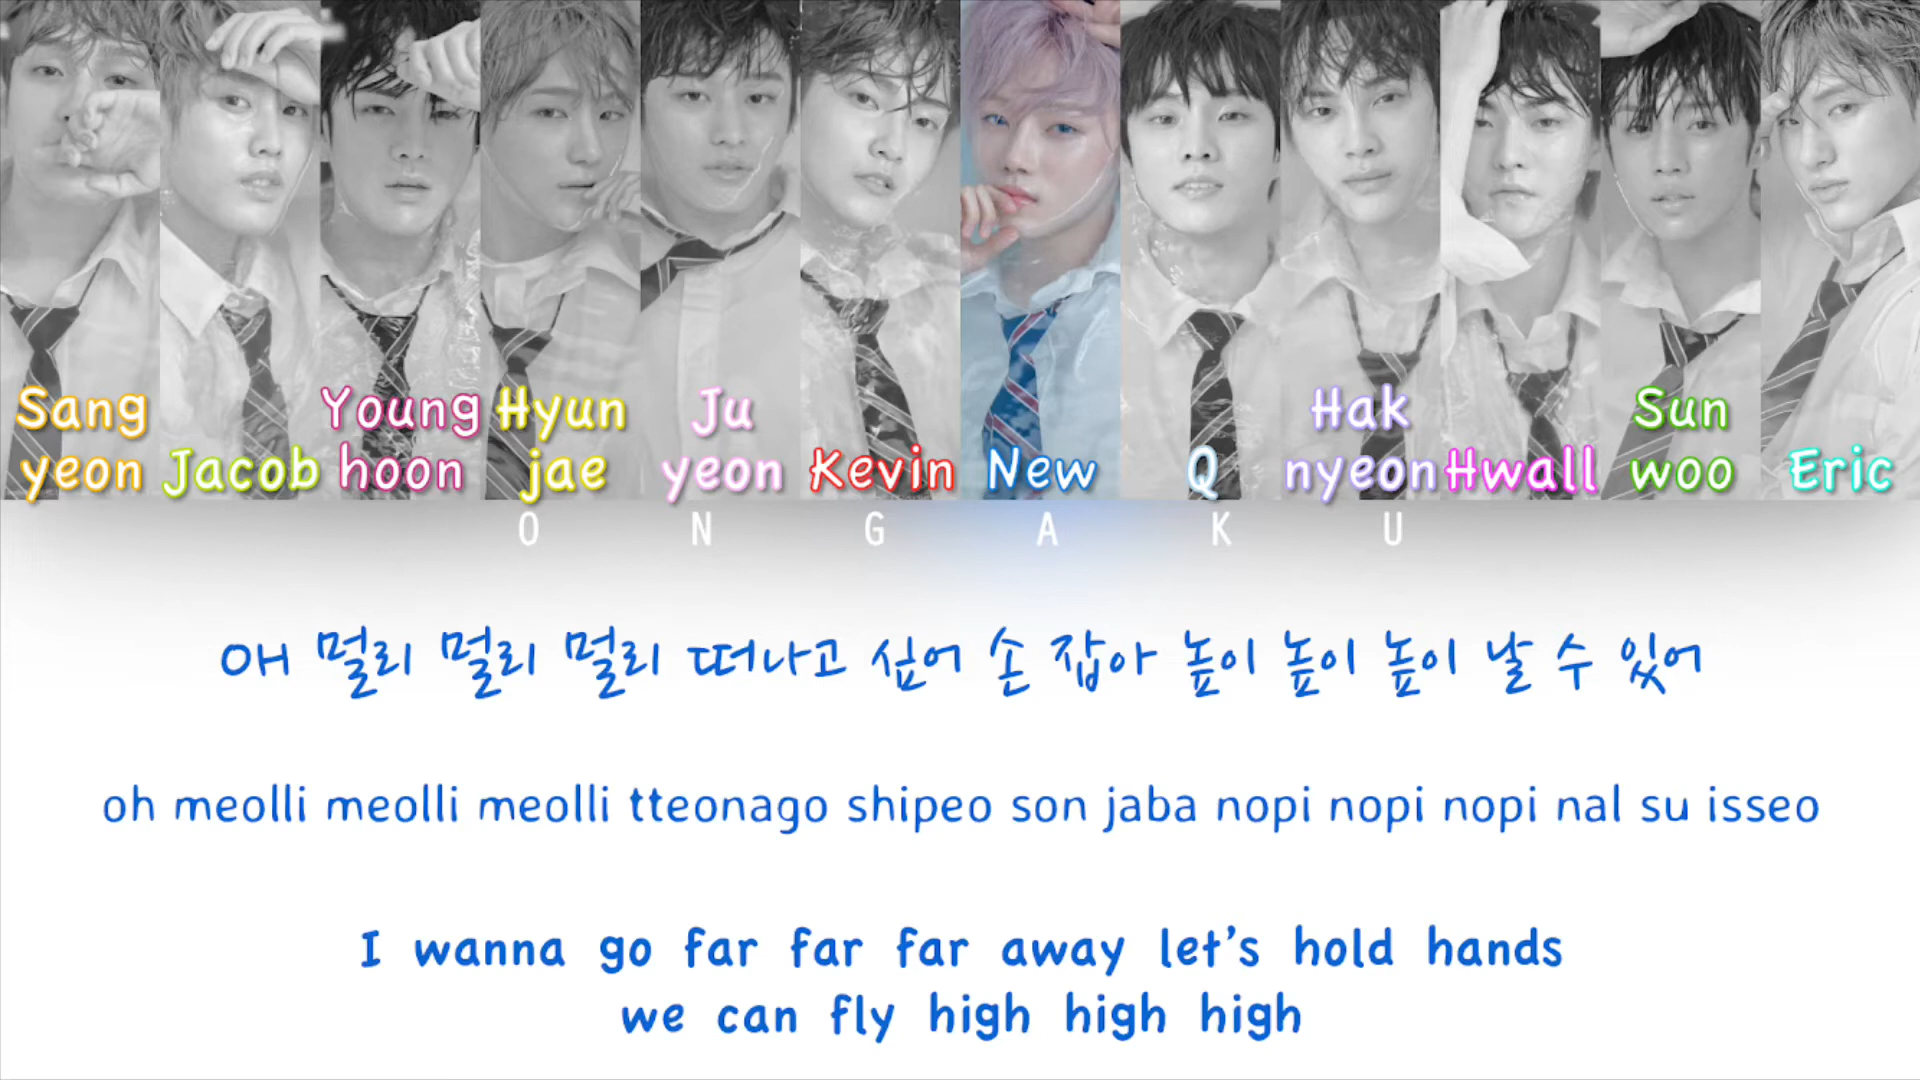 Sang
yeon
Jacob
Young
hoon
Hyun
jae
Ju
yeon
Kevin
New
Q
Hak
nyeon
Hwall
Sun
woo
Eric
O N G A K U
OH 멀리 멀리 멀리 떠나고 싶어 손 잡아 높이 높이 높이 날 수 있어
oh meolli meolli meolli tteonago shipeo son jaba nopi nopi nopi nal su isseo
I wanna go far far far away let's hold hands
we can fly high high high